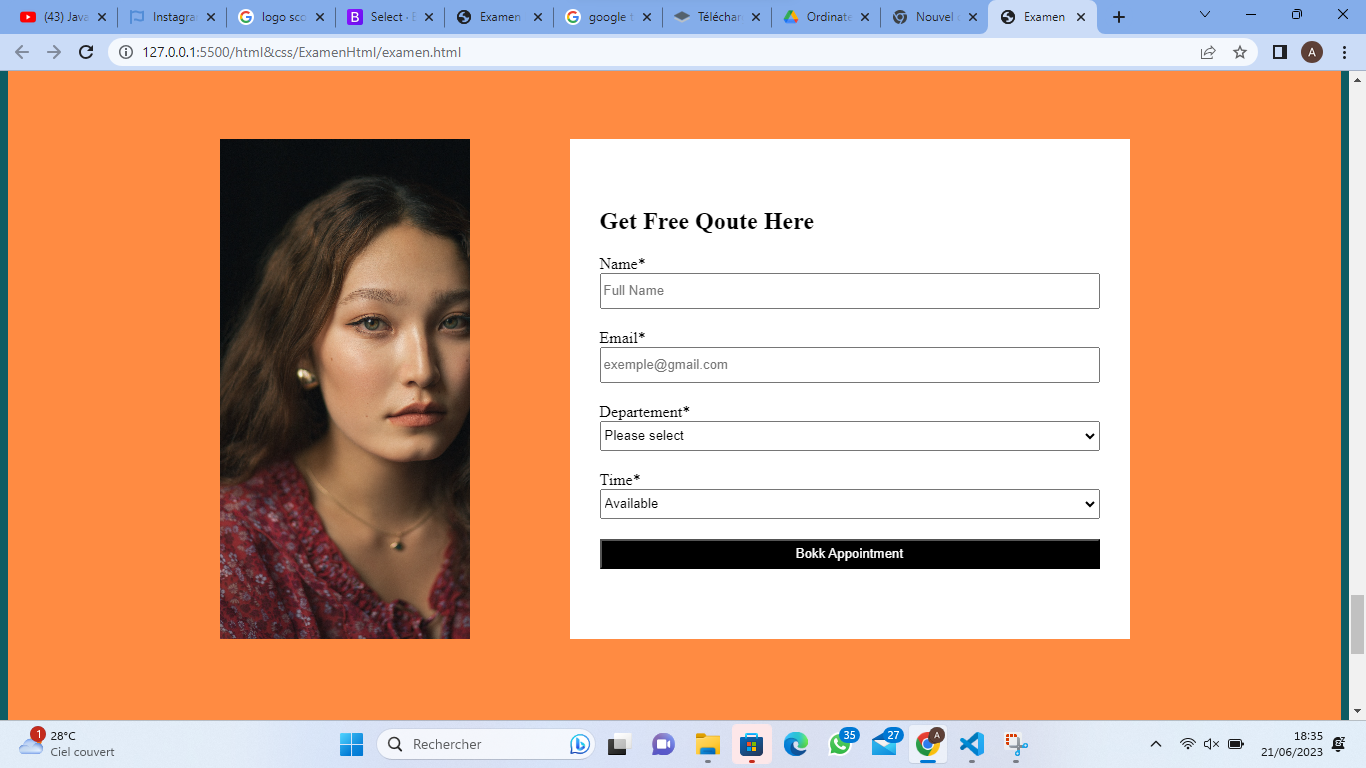 (43) Java
Instagra
logo sco
Select · E
Examen
google t
Téléchar
Ordinate
Nouvel
Examen
127.0.0.1:5500/html&css/ExamenHtml/examen.html
A
Get Free Qoute Here
Name*
Full Name
Email*
exemple@gmail.com
Departement*
Please select
Time*
Available
Bokk Appointment
1
28°C
Ciel couvert
Rechercher
35
27
A
18:35
21/06/2023